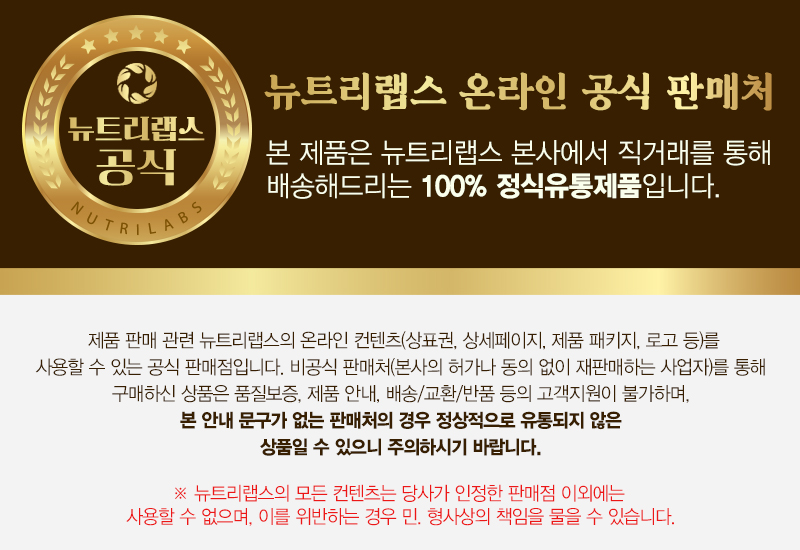 뉴트리랩스
공식
NUTRILABS
뉴트리랩스 온라인 공식 판매처
본 제품은 뉴트리랩스 본사에서 직거래를 통해
배송해드리는 100% 정식유통제품입니다.
제품 판매 관련 뉴트리랩스의 온라인 컨텐츠(상표권, 상세페이지, 제품 패키지, 로고 등)를
사용할 수 있는 공식 판매점입니다. 비공식 판매처(본사의 허가나 동의 없이 재판매하는 사업자)를 통해
구매하신 상품은 품질보증, 제품 안내, 배송/교환/반품 등의 고객지원이 불가하며,
본 안내 문구가 없는 판매처의 경우 정상적으로 유통되지 않은
상품일 수 있으니 주의하시기 바랍니다.
※ 뉴트리랩스의 모든 컨텐츠는 당사가 인정한 판매점 이외에는
사용할 수 없으며, 이를 위반하는 경우 민. 형사상의 책임을 물을 수 있습니다.